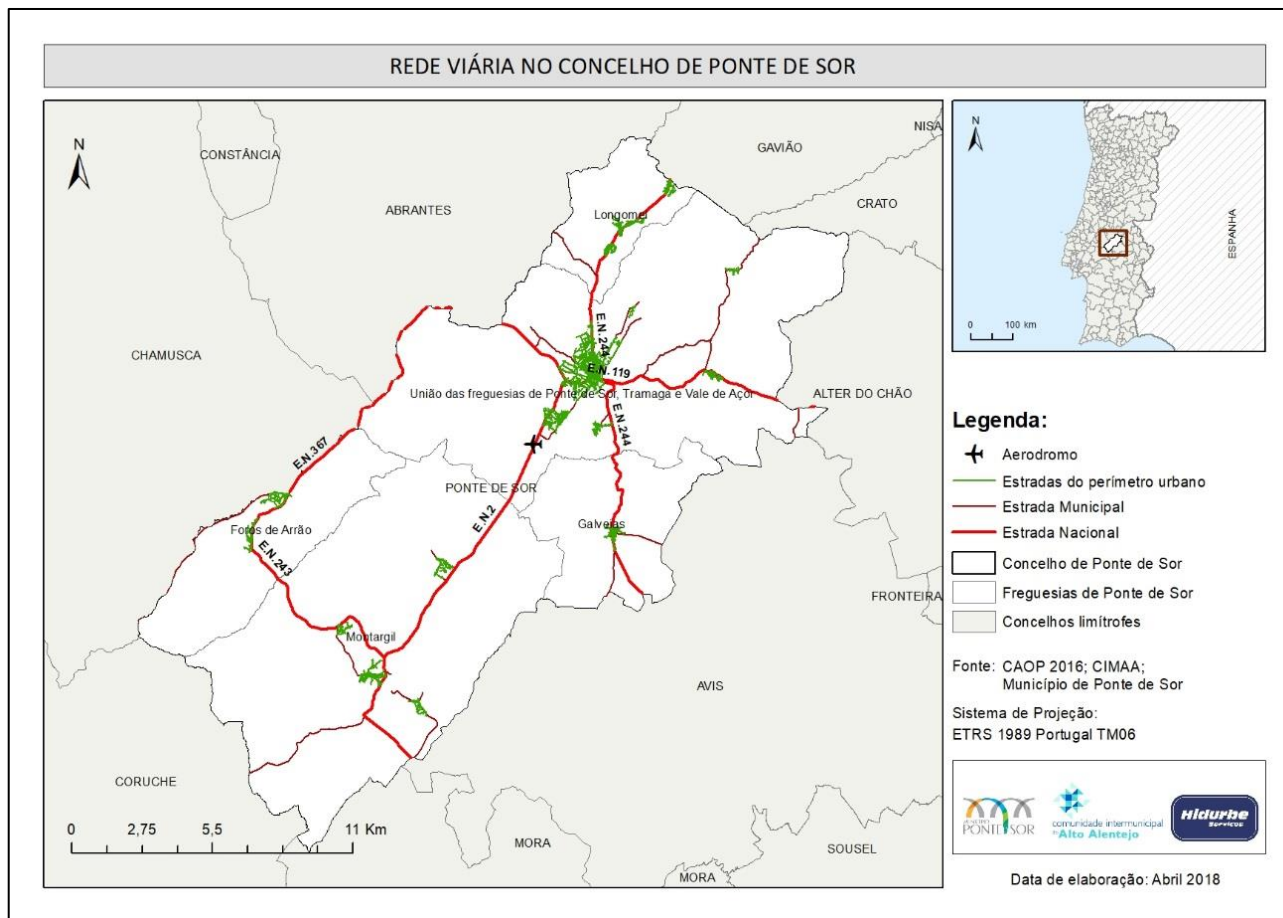 REDE VIÁRIA NO CONCELHO DE PONTE DE SOR
N
CONSTÂNCIA
ABRANTES
GAVIÃO
NISA
CRATO
CHAMUSCA
ALTER DO CHÃO
FRONTEIRA
AVIS
CORUCHE
MORA
MORA
SOUSEL
Longomel
E.N.244
E.N.119
União das freguesias de Ponte de Sor, Tramaga e Vale de Açor
E.N.244
E.N.367
PONTE DE SOR
E.N.2
Galveias
Foros de Arrão
E.N.243
Montargil
0 2,75 5,5 11 Km
N
ESPANHA
0 100 km
Legenda:
Aerodromo
Estradas do perímetro urbano
Estrada Municipal
Estrada Nacional
Concelho de Ponte de Sor
Freguesias de Ponte de Sor
Concelhos limítrofes
Fonte: CAOP 2016; CIMAA;
Município de Ponte de Sor
Sistema de Projeção:
ETRS 1989 Portugal TM06
PONTE SOR
comunidade intermunicipal
Alto Alentejo
Hidurbe
Serviços
Data de elaboração: Abril 2018